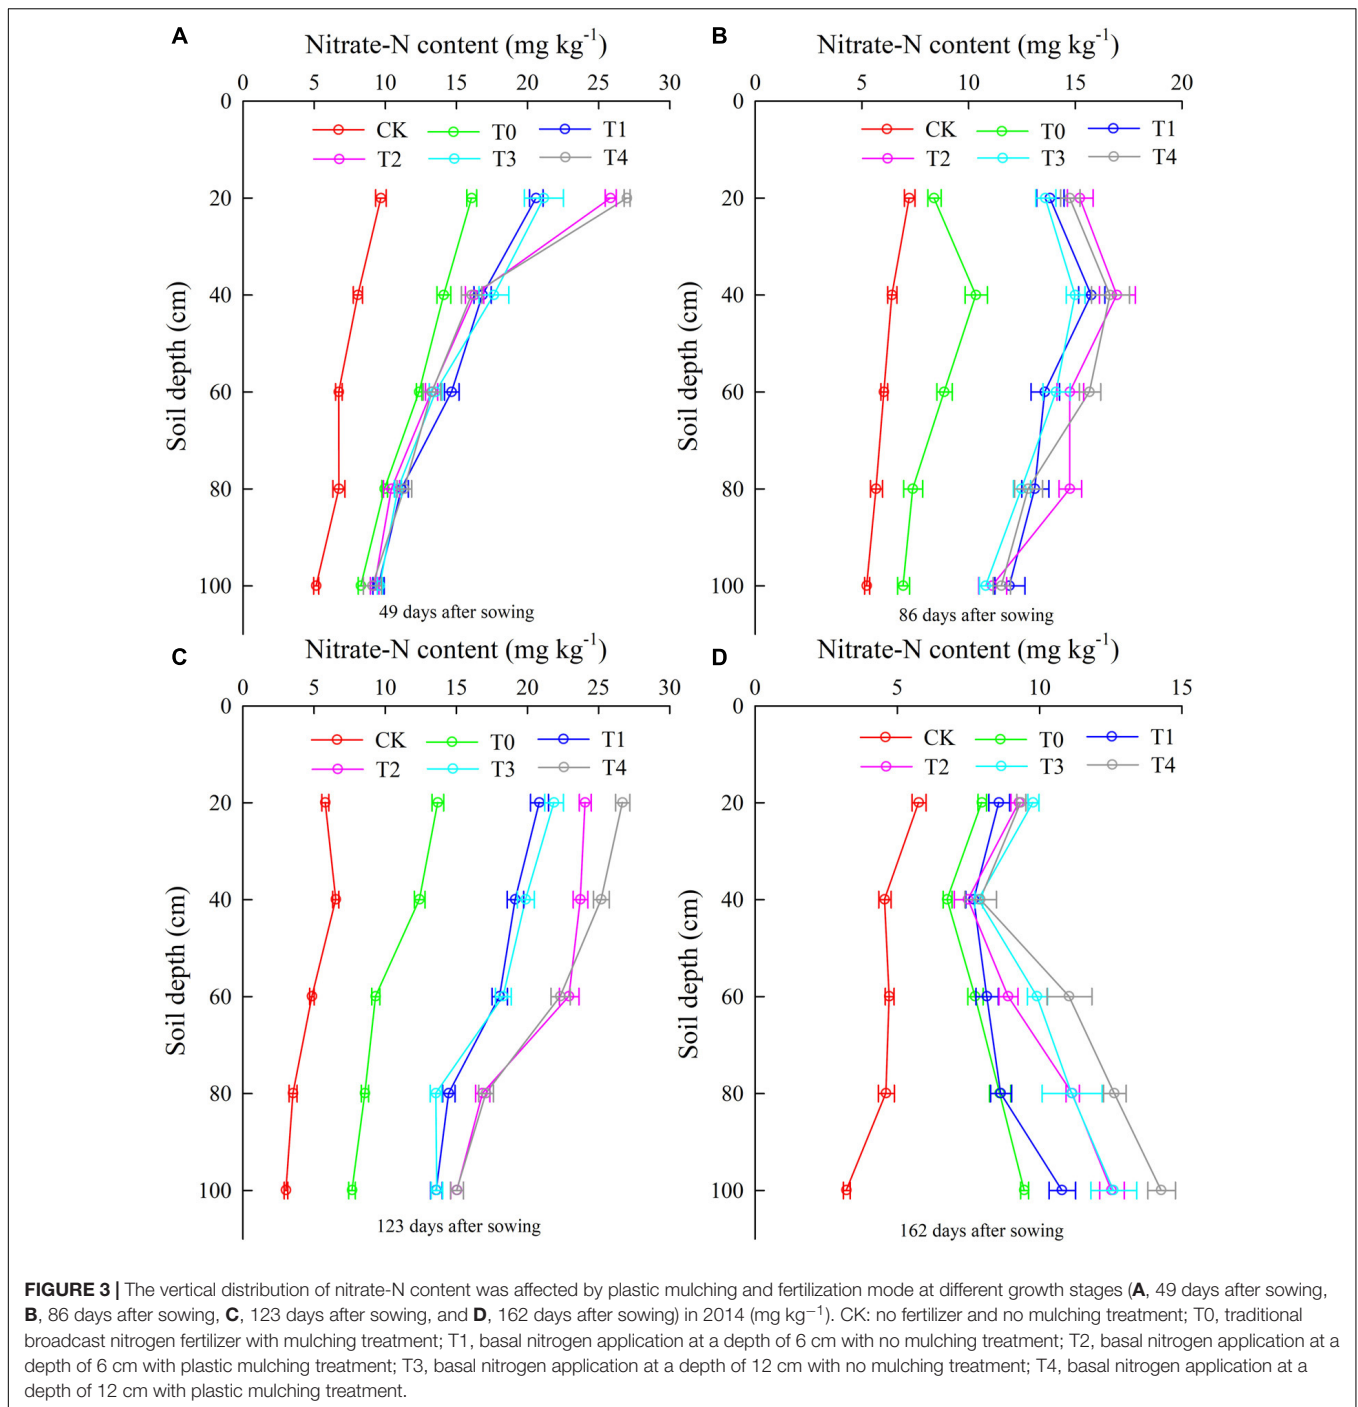 A
Nitrate-N content (mg kg⁻¹)
0 5 10 15 20 25 30
0
CK T0 T1
T2 T3 T4
20
40
60
80
100
Soil depth (cm)
49 days after sowing
B
Nitrate-N content (mg kg⁻¹)
0 5 10 15 20
0
CK T0 T1
T2 T3 T4
20
40
60
80
100
Soil depth (cm)
86 days after sowing
C
Nitrate-N content (mg kg⁻¹)
0 5 10 15 20 25 30
0
CK T0 T1
T2 T3 T4
20
40
60
80
100
Soil depth (cm)
123 days after sowing
D
Nitrate-N content (mg kg⁻¹)
0 5 10 15
0
CK T0 T1
T2 T3 T4
20
40
60
80
100
Soil depth (cm)
162 days after sowing
FIGURE 3 | The vertical distribution of nitrate-N content was affected by plastic mulching and fertilization mode at different growth stages (A, 49 days after sowing,
B, 86 days after sowing, C, 123 days after sowing, and D, 162 days after sowing) in 2014 (mg kg⁻¹). CK: no fertilizer and no mulching treatment; T0, traditional
broadcast nitrogen fertilizer with mulching treatment; T1, basal nitrogen application at a depth of 6 cm with no mulching treatment; T2, basal nitrogen application at a
depth of 6 cm with plastic mulching treatment; T3, basal nitrogen application at a depth of 12 cm with no mulching treatment; T4, basal nitrogen application at a
depth of 12 cm with plastic mulching treatment.